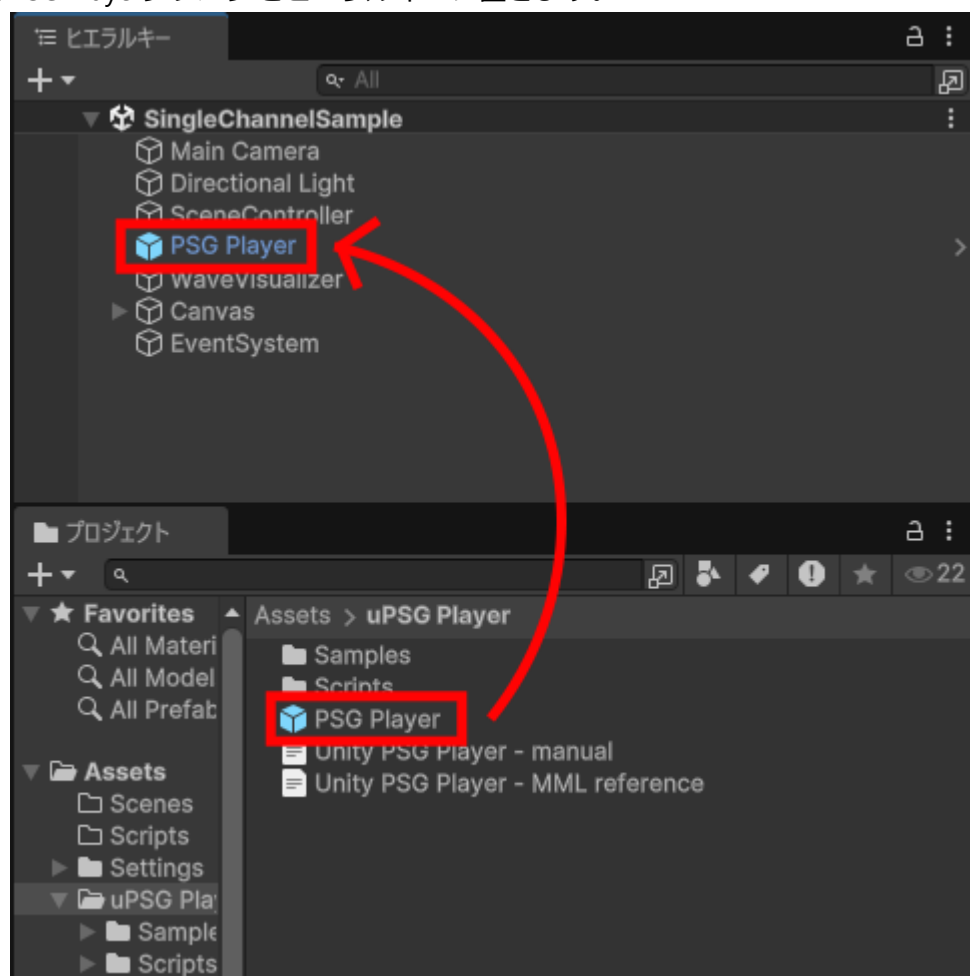 ヒエラルキー
All
SingleChannelSample
Main Camera
Directional Light
SceneController
PSG Player
WaveVisualizer
Canvas
EventSystem
プロジェクト
22
Favorites
All Materi
All Model
All Prefab
Assets
Scenes
Scripts
Settings
uPSG Play
Sample
Scripts
Assets > uPSG Player
Samples
Scripts
PSG Player
Unity PSG Player - manual
Unity PSG Player - MML reference